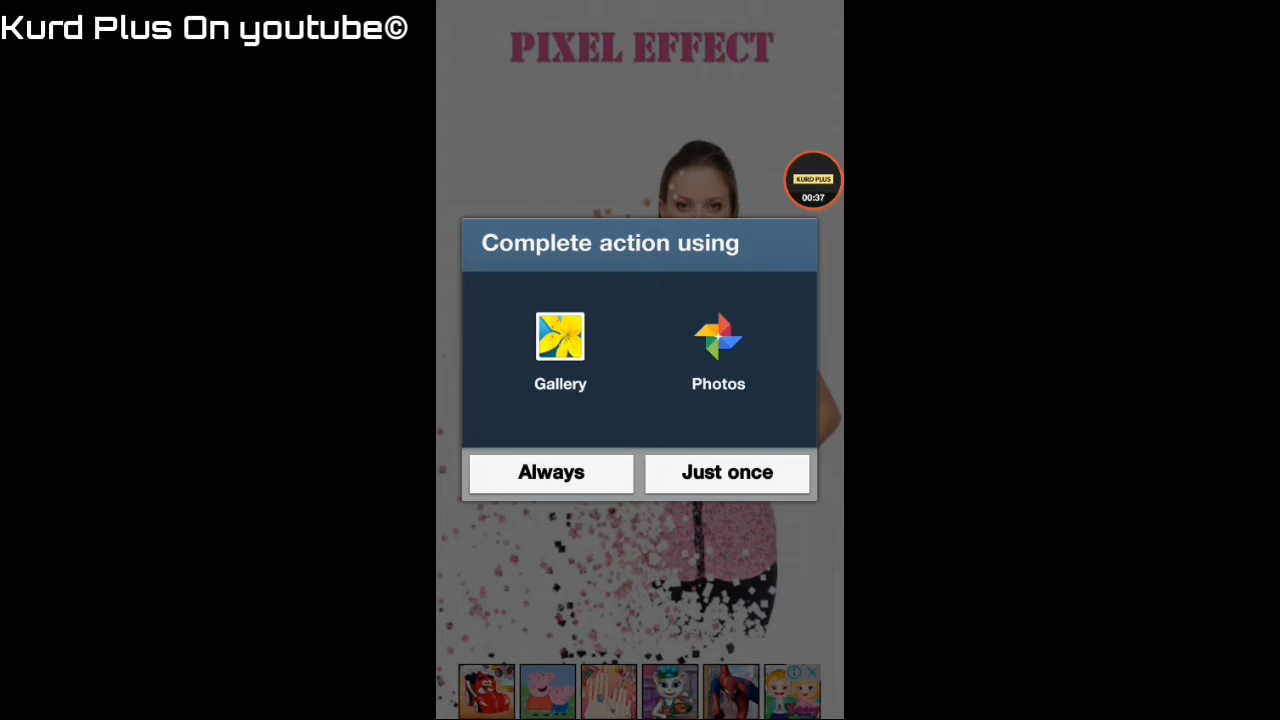 Kurd Plus On youtube©
PIXEL EFFECT
KURD PLUS
00:37
Complete action using
Gallery
Photos
Always
Just once